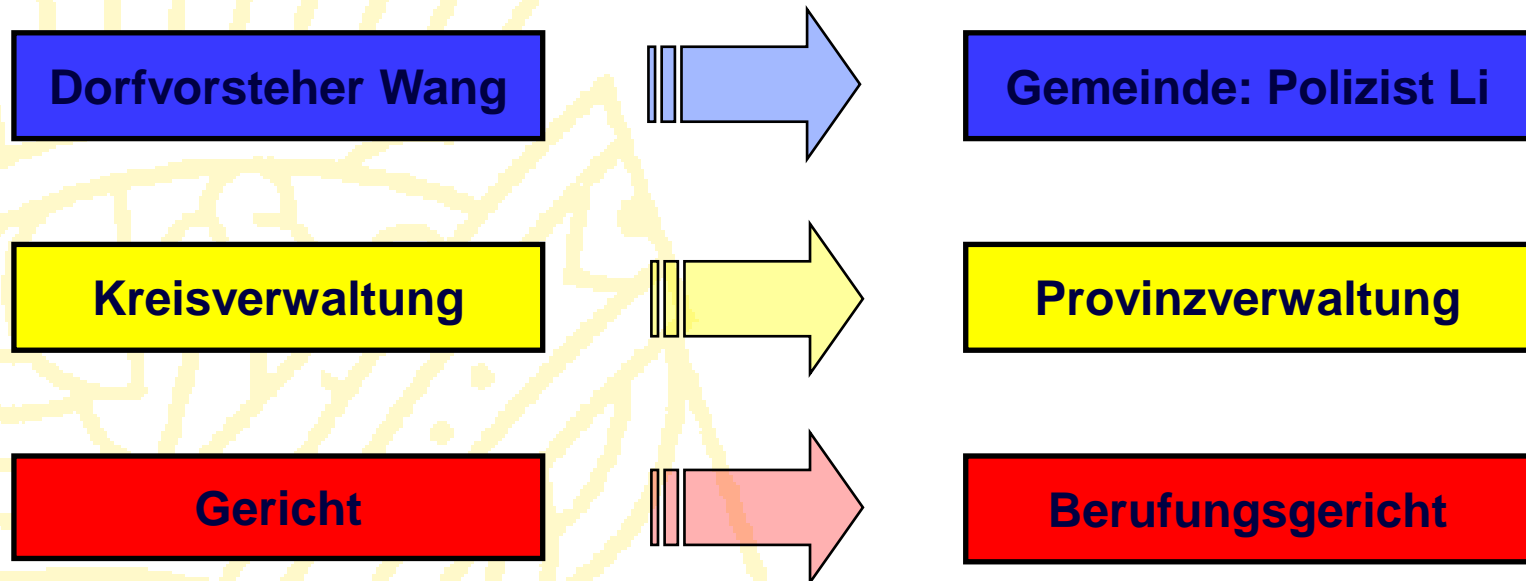 Dorfvorsteher Wang
Gemeinde: Polizist Li
Kreisverwaltung
Provinzverwaltung
Gericht
Berufungsgericht